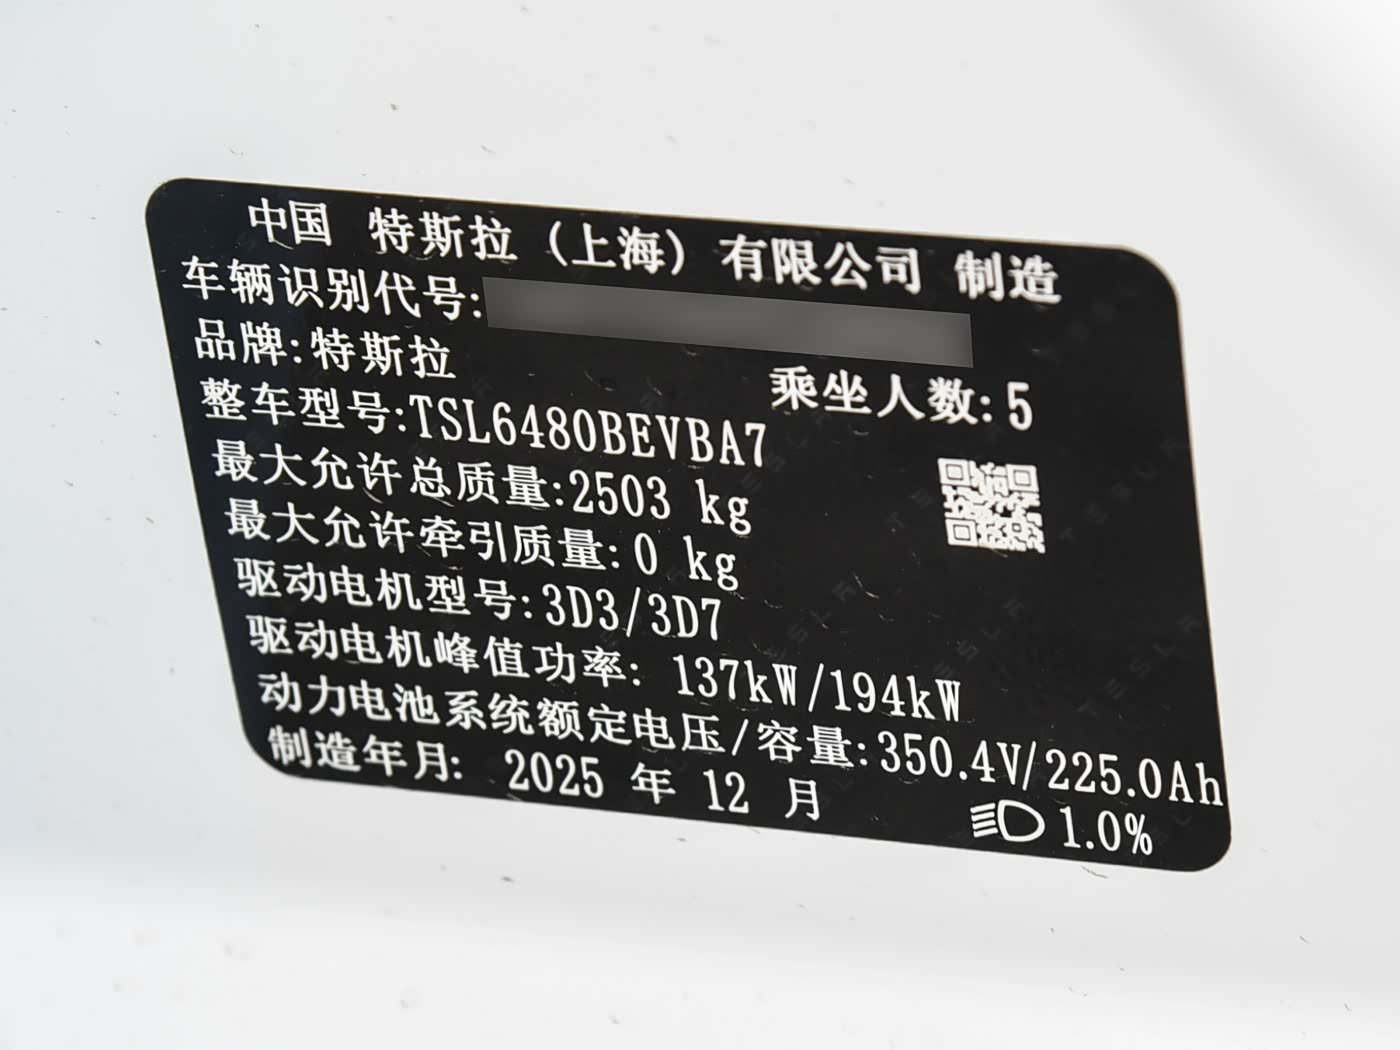 中国 特斯拉（上海）有限公司 制造
车辆识别代号:
品牌:特斯拉
乘坐人数:5
整车型号:TSL6480BEVBA7
最大允许总质量:2503 kg
最大允许牵引质量:0 kg
驱动电机型号:3D3/3D7
驱动电机峰值功率: 137kW/194kW
动力电池系统额定电压/容量:350.4V/225.0Ah
制造年月: 2025 年 12 月
1.0%